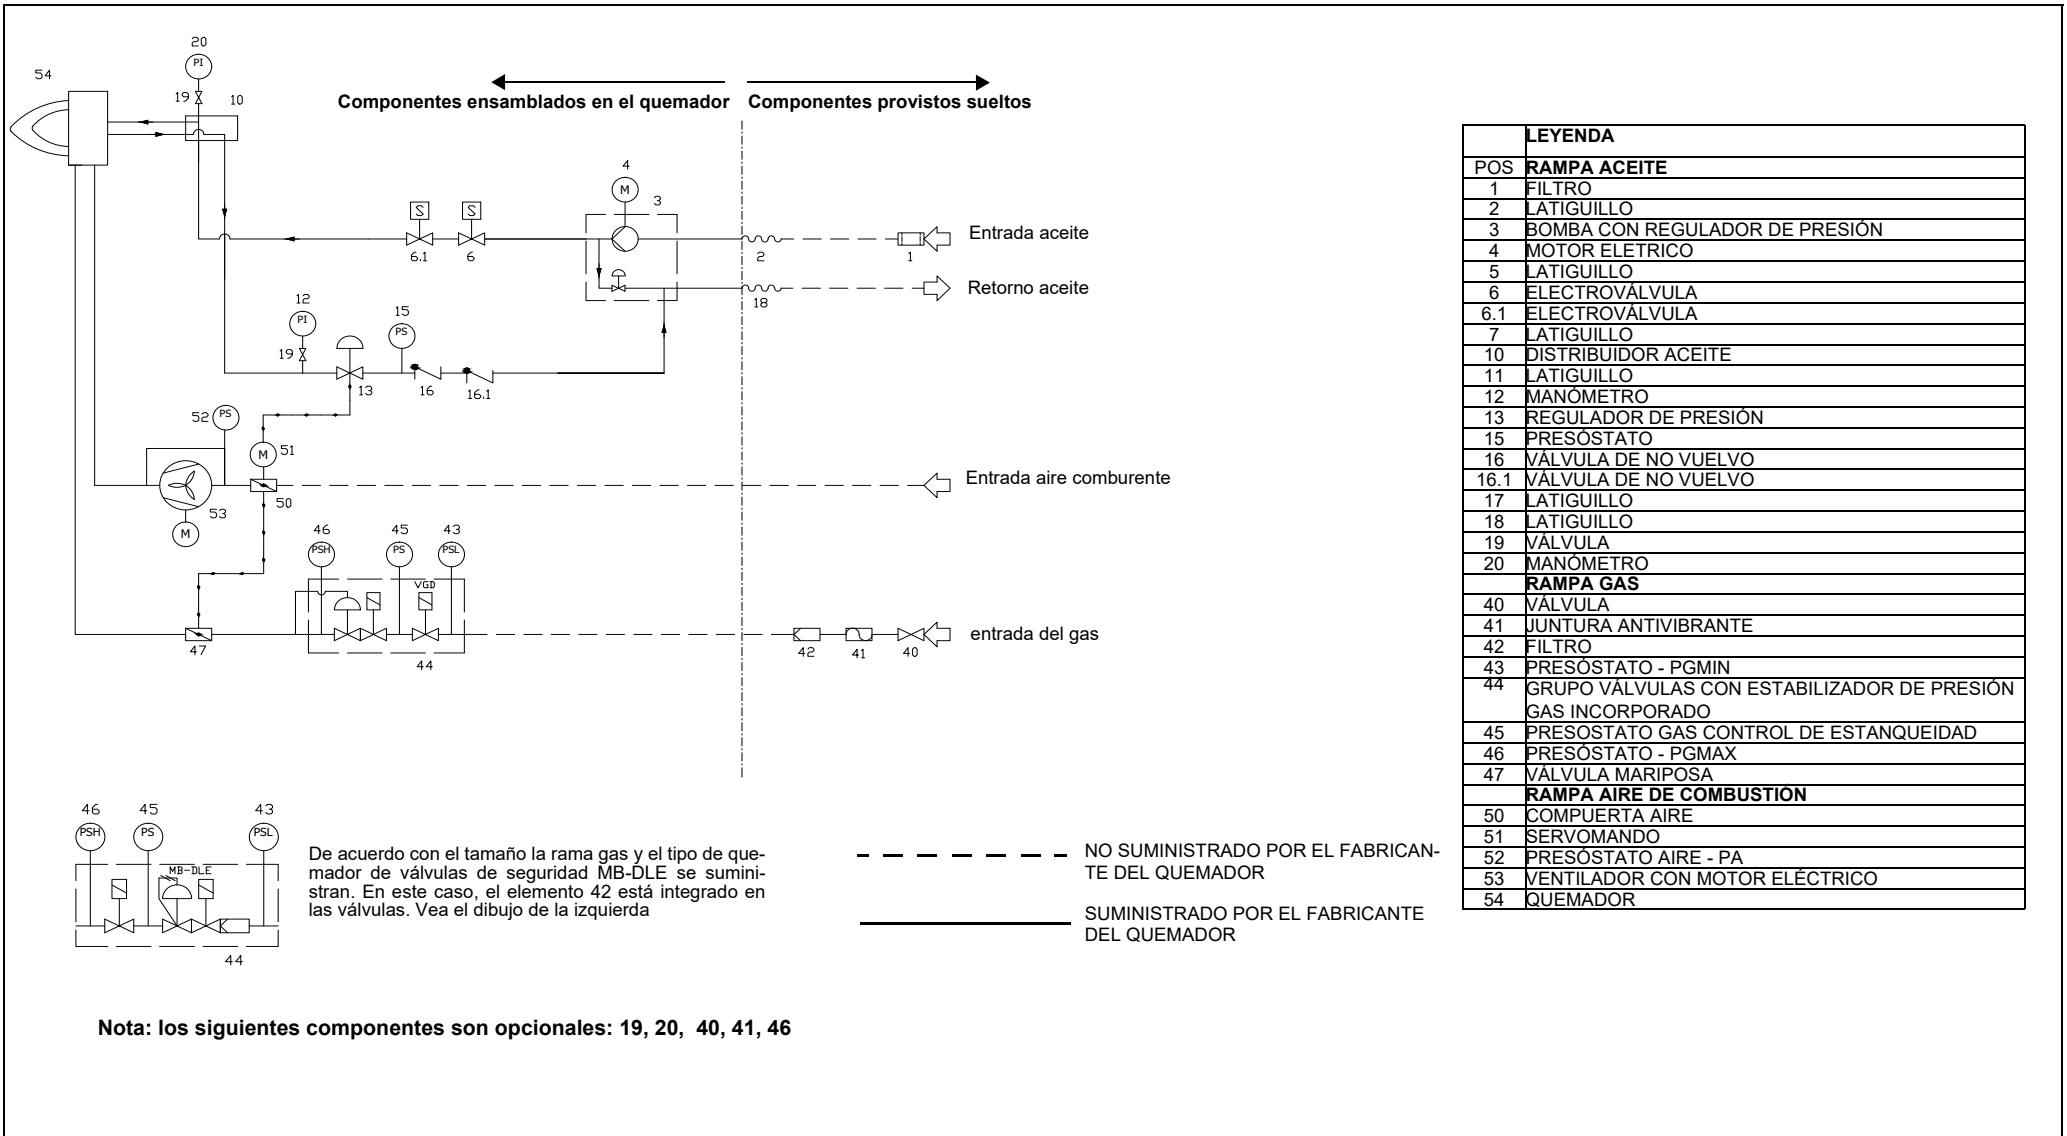 20
PI
54
19
10
Componentes ensamblados en el quemador
Componentes provistos sueltos
4
M
3
S
S
6.1
6
2
1
Entrada aceite
18
Retorno aceite
12
PI
19
15
PS
13
16
16.1
52
PS
M
51
Entrada aire comburente
50
53
M
46
45
43
PSH
PS
PSL
VGD
47
44
42
41
40
entrada del gas
46
45
43
PSH
PS
PSL
MB-DLE
44
De acuerdo con el tamaño la rama gas y el tipo de que-
mador de válvulas de seguridad MB-DLE se sumini-
stran. En este caso, el elemento 42 está integrado en
las válvulas. Vea el dibujo de la izquierda
NO SUMINISTRADO POR EL FABRICAN-
TE DEL QUEMADOR
SUMINISTRADO POR EL FABRICANTE
DEL QUEMADOR
Nota: los siguientes componentes son opcionales: 19, 20, 40, 41, 46
LEYENDA
POS RAMPA ACEITE
1 FILTRO
2 LATIGUILLO
3 BOMBA CON REGULADOR DE PRESIÓN
4 MOTOR ELETRICO
5 LATIGUILLO
6 ELECTROVÁLVULA
6.1 ELECTROVÁLVULA
7 LATIGUILLO
10 DISTRIBUIDOR ACEITE
11 LATIGUILLO
12 MANÓMETRO
13 REGULADOR DE PRESIÓN
15 PRESÓSTATO
16 VÁLVULA DE NO VUELVO
16.1 VÁLVULA DE NO VUELVO
17 LATIGUILLO
18 LATIGUILLO
19 VÁLVULA
20 MANÓMETRO
RAMPA GAS
40 VÁLVULA
41 JUNTURA ANTIVIBRANTE
42 FILTRO
43 PRESÓSTATO - PGMIN
44 GRUPO VÁLVULAS CON ESTABILIZADOR DE PRESIÓN
GAS INCORPORADO
45 PRESOSTATO GAS CONTROL DE ESTANQUEIDAD
46 PRESÓSTATO - PGMAX
47 VÁLVULA MARIPOSA
RAMPA AIRE DE COMBUSTIÓN
50 COMPUERTA AIRE
51 SERVOMANDO
52 PRESÓSTATO AIRE - PA
53 VENTILADOR CON MOTOR ELÉCTRICO
54 QUEMADOR